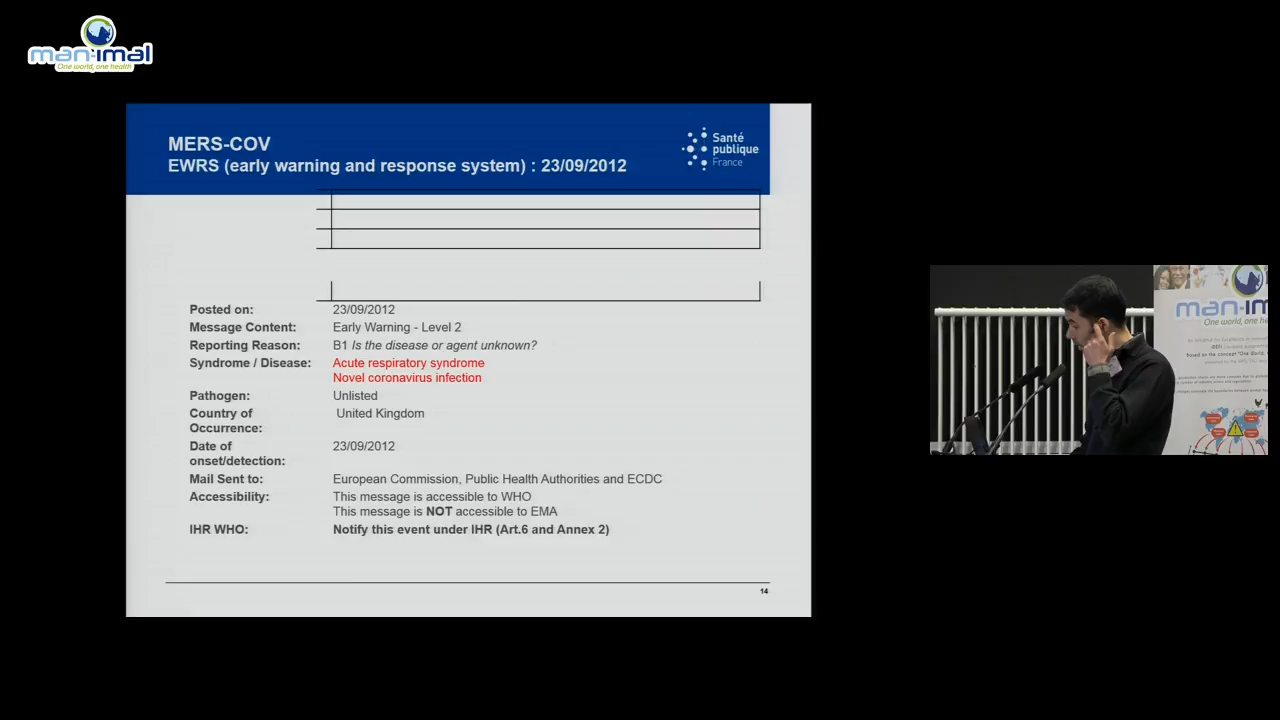 man-imal
One world, one health
MERS-COV
EWRS (early warning and response system) : 23/09/2012
Santé
publique
France
Posted on: 23/09/2012
Message Content: Early Warning - Level 2
Reporting Reason: B1 Is the disease or agent unknown?
Syndrome / Disease: Acute respiratory syndrome
Novel coronavirus infection
Pathogen: Unlisted
Country of Occurrence: United Kingdom
Date of onset/detection: 23/09/2012
Mail Sent to: European Commission, Public Health Authorities and ECDC
Accessibility: This message is accessible to WHO
This message is NOT accessible to EMA
IHR WHO: Notify this event under IHR (Art.6 and Annex 2)
14
man-im
One world, one he